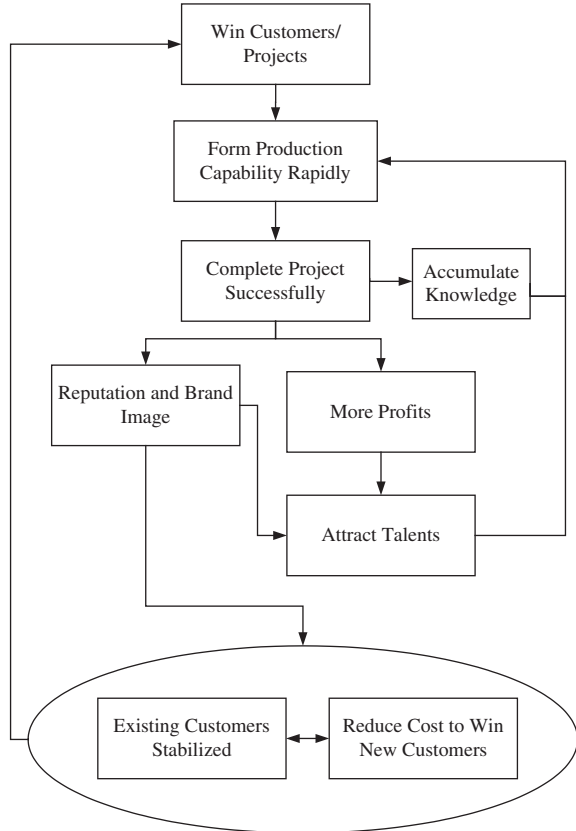 Win Customers/
Projects
Form Production
Capability Rapidly
Complete Project
Successfully
Accumulate
Knowledge
Reputation and Brand
Image
More Profits
Attract Talents
Existing Customers
Stabilized
Reduce Cost to Win
New Customers